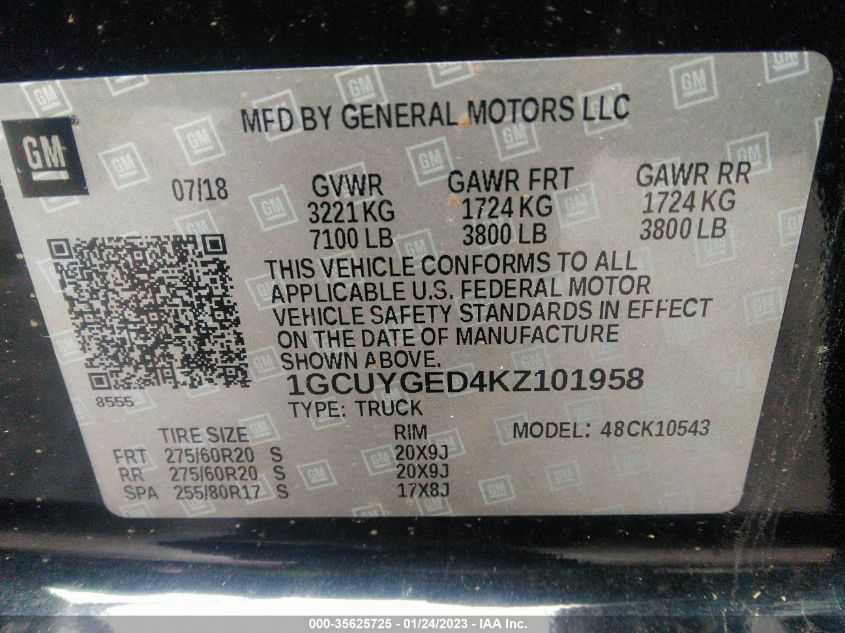 MFD BY GENERAL MOTORS LLC
GM
07/18 GVWR GAWR FRT GAWR RR
3221 KG 1724 KG 1724 KG
7100 LB 3800 LB 3800 LB
THIS VEHICLE CONFORMS TO ALL
APPLICABLE U.S. FEDERAL MOTOR
VEHICLE SAFETY STANDARDS IN EFFECT
ON THE DATE OF MANUFACTURE
SHOWN ABOVE.
8555
1GCUYGED4KZ101958
TYPE: TRUCK
TIRE SIZE RIM MODEL: 48CK10543
FRT 275/60R20 S 20X9J
RR 275/60R20 S 20X9J
SPA 255/80R17 S 17X8J
000-35625725 - 01/24/2023 - IAA Inc.